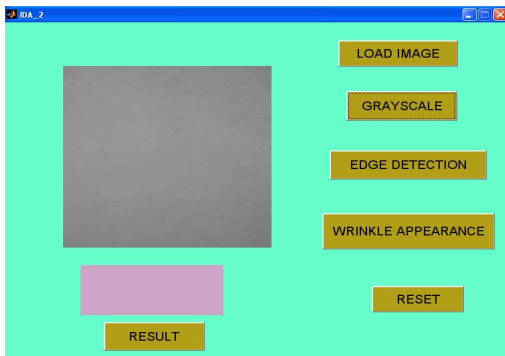 IDA_2
LOAD IMAGE
GRAYSCALE
EDGE DETECTION
WRINKLE APPEARANCE
RESET
RESULT